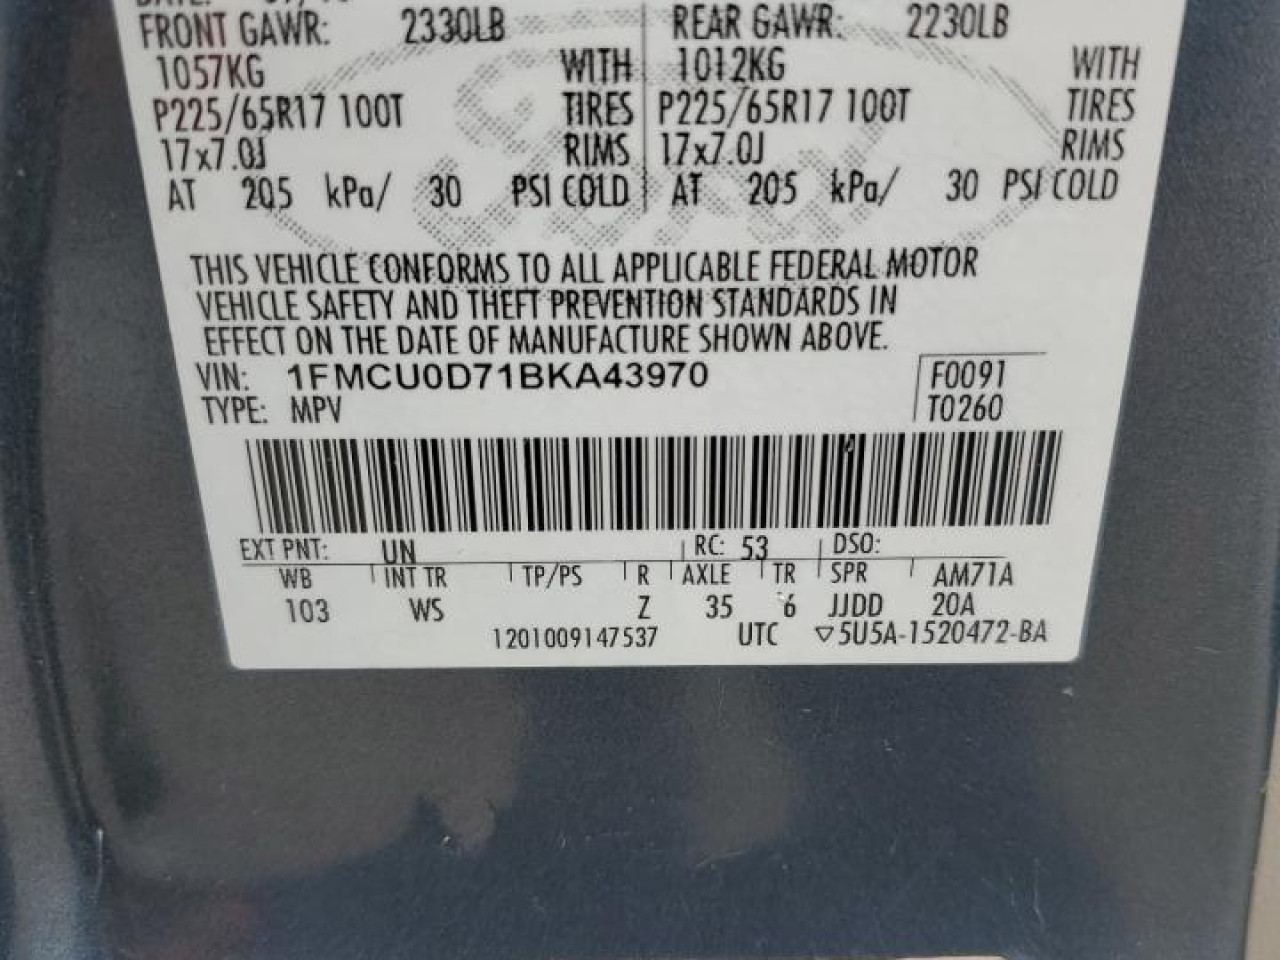 FRONT GAWR: 2330LB REAR GAWR: 2230LB
1057KG WITH 1012KG WITH
P225/65R17 100T TIRES P225/65R17 100T TIRES
17x7.0J RIMS 17x7.0J RIMS
AT 205 kPa/ 30 PSI COLD AT 205 kPa/ 30 PSI COLD
THIS VEHICLE CONFORMS TO ALL APPLICABLE FEDERAL MOTOR
VEHICLE SAFETY AND THEFT PREVENTION STANDARDS IN
EFFECT ON THE DATE OF MANUFACTURE SHOWN ABOVE.
VIN: 1FMCU0D71BKA43970 F0091
TYPE: MPV T0260
EXT PNT: UN RC: 53 DSO:
WB INT TR TP/PS R AXLE TR SPR AM71A
103 WS Z 35 6 JJDD 20A
1201009147537 UTC ▽5U5A-1520472-BA